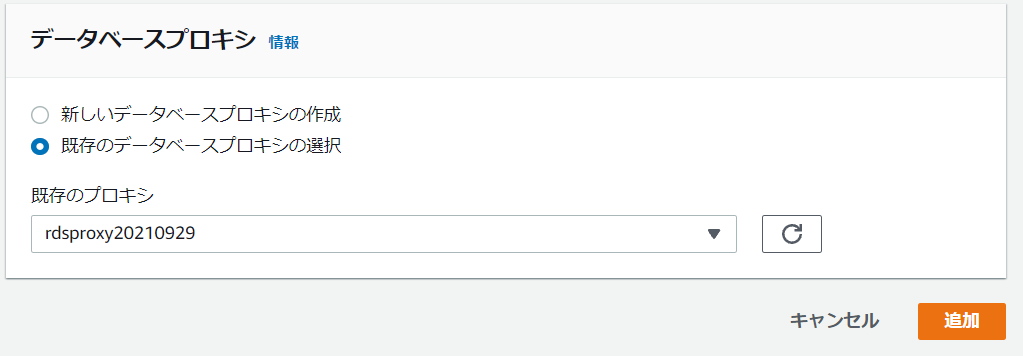 データベースプロキシ 情報
新しいデータベースプロキシの作成
既存のデータベースプロキシの選択
既存のプロキシ
rdsproxy20210929
キャンセル 追加